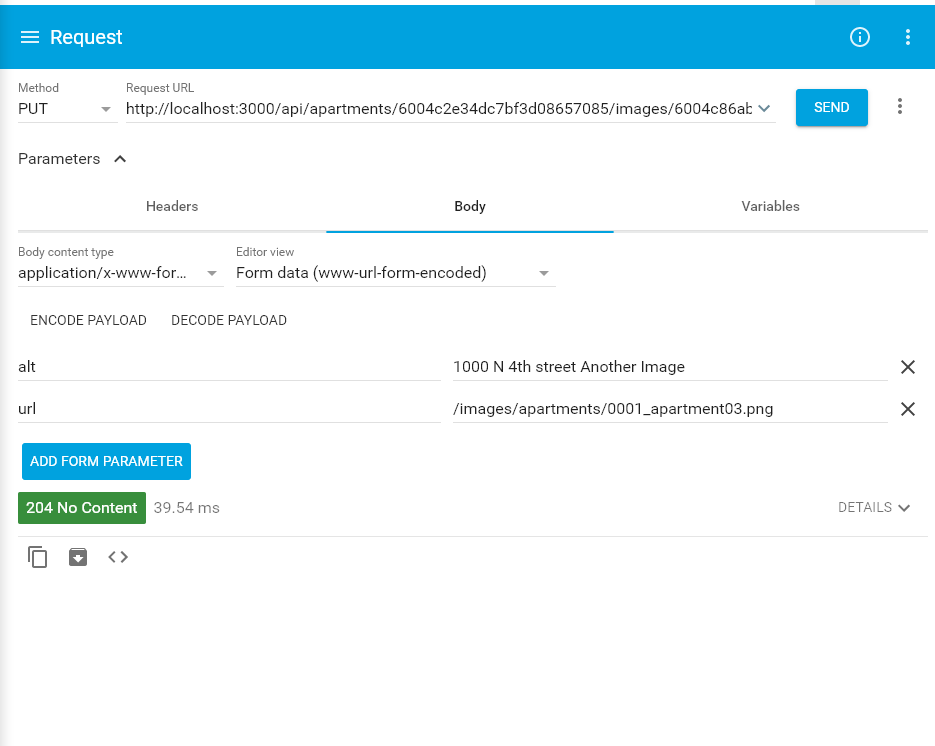 Request
Method
Request URL
PUT
http://localhost:3000/api/apartments/6004c2e34dc7bf3d08657085/images/6004c86ab
SEND
Parameters
Headers
Body
Variables
Body content type
Editor view
application/x-www-for...
Form data (www-url-form-encoded)
ENCODE PAYLOAD
DECODE PAYLOAD
alt
1000 N 4th street Another Image
url
/images/apartments/0001_apartment03.png
ADD FORM PARAMETER
204 No Content
39.54 ms
DETAILS